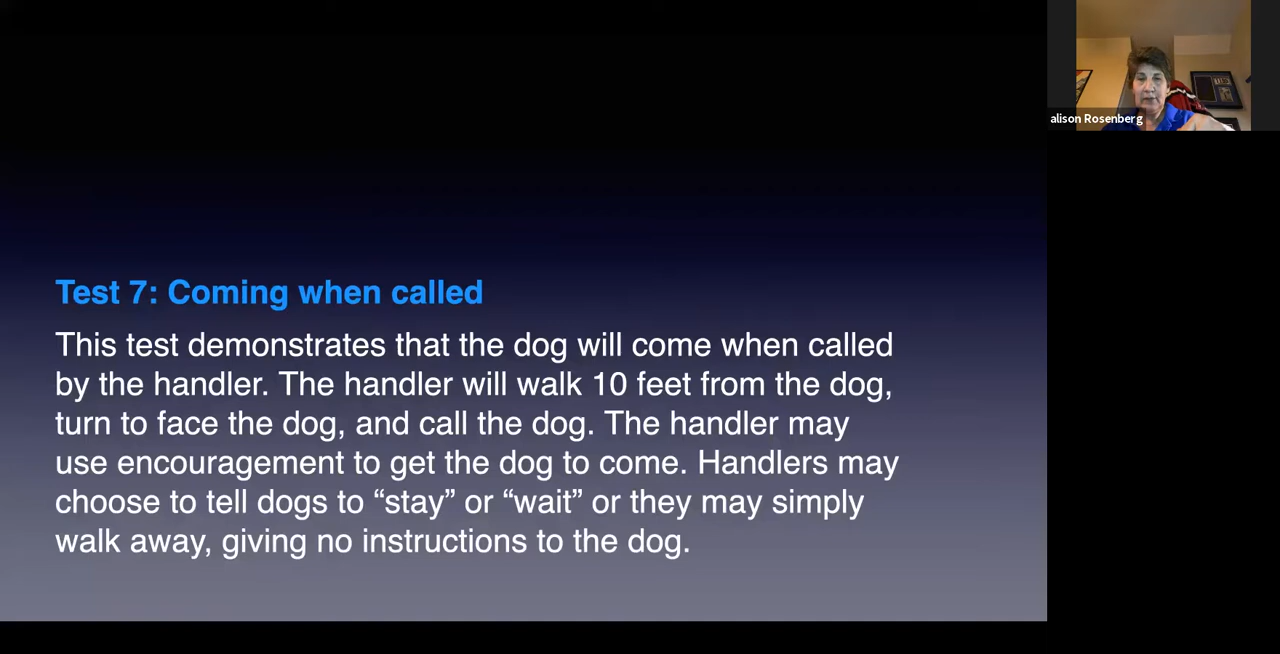 alison Rosenberg
Test 7: Coming when called
This test demonstrates that the dog will come when called
by the handler. The handler will walk 10 feet from the dog,
turn to face the dog, and call the dog. The handler may
use encouragement to get the dog to come. Handlers may
choose to tell dogs to “stay” or “wait” or they may simply
walk away, giving no instructions to the dog.